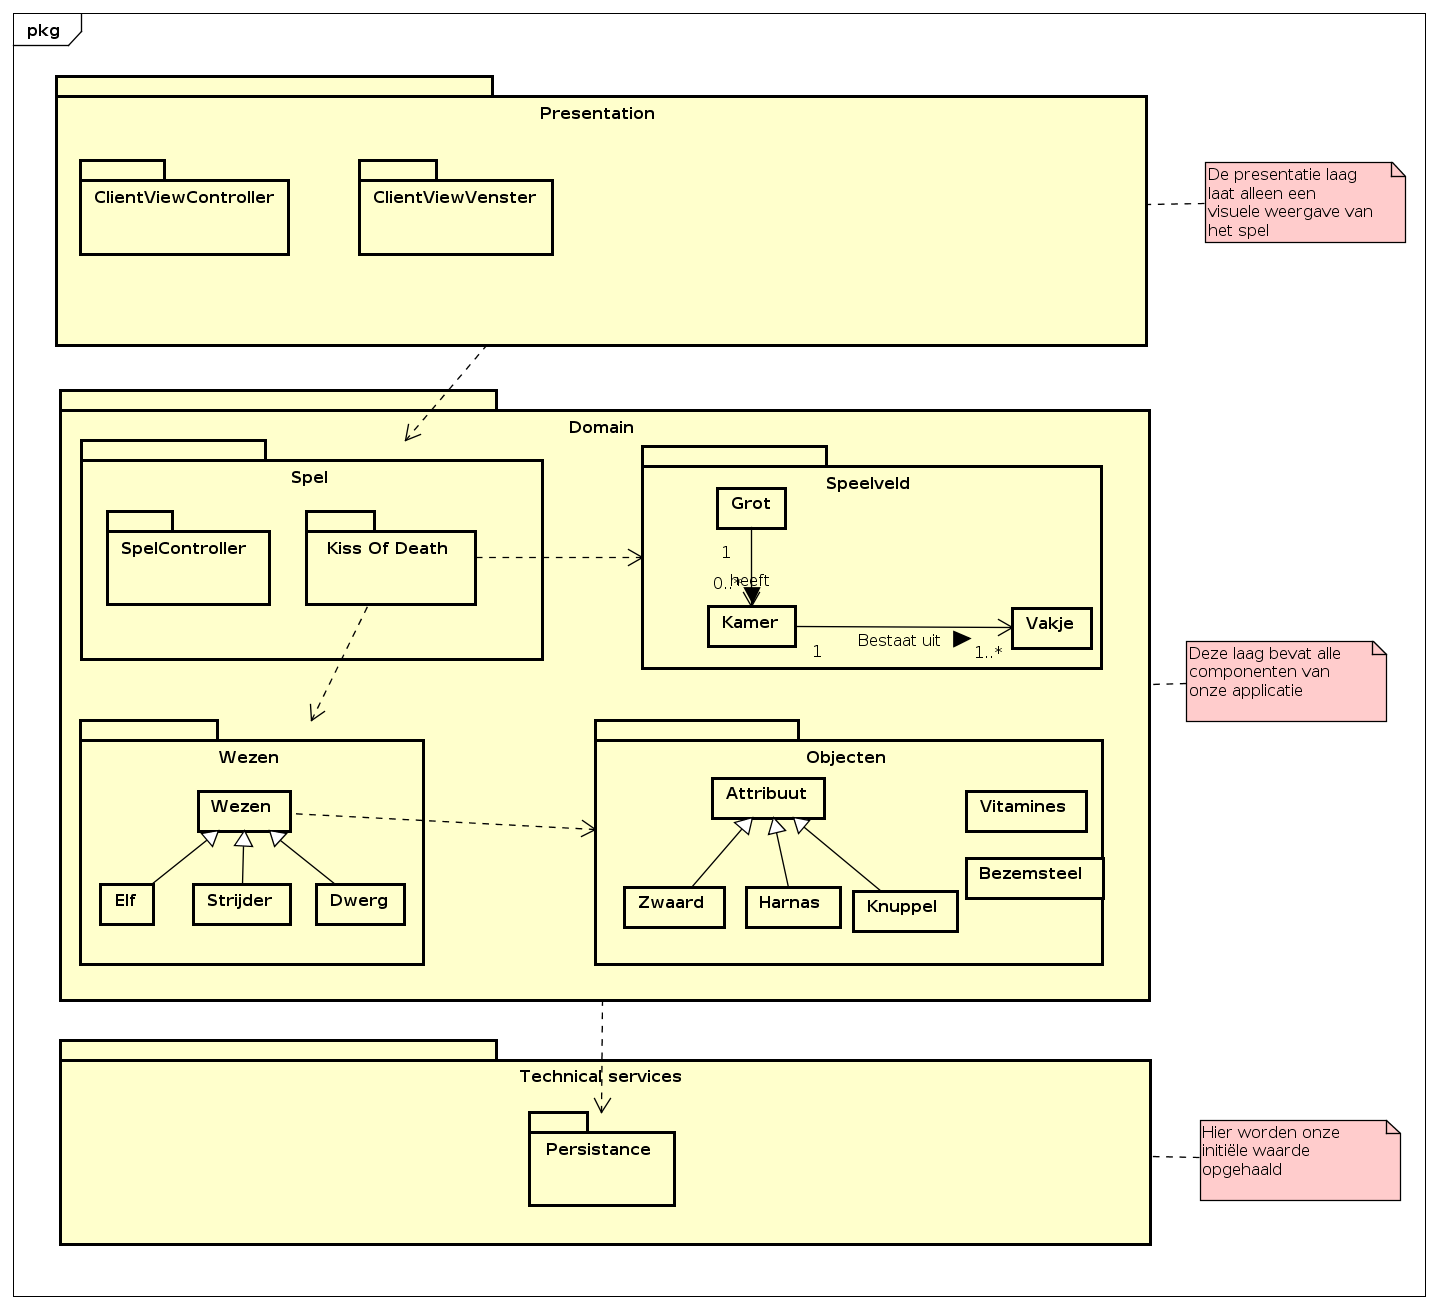 pkg
Presentation
ClientViewController
ClientViewVenster
De presentatie laag
laat alleen een
visuele weergave van
het spel
Domain
Spel
SpelController
Kiss Of Death
Speelveld
Grot
1
0..*
heeft
Kamer
1
Bestaat uit
1..*
Vakje
Deze laag bevat alle
componenten van
onze applicatie
Wezen
Wezen
Elf
Strijder
Dwerg
Objecten
Attribuut
Vitamines
Bezemsteel
Zwaard
Harnas
Knuppel
Technical services
Persistance
Hier worden onze
initiële waarde
opgehaald